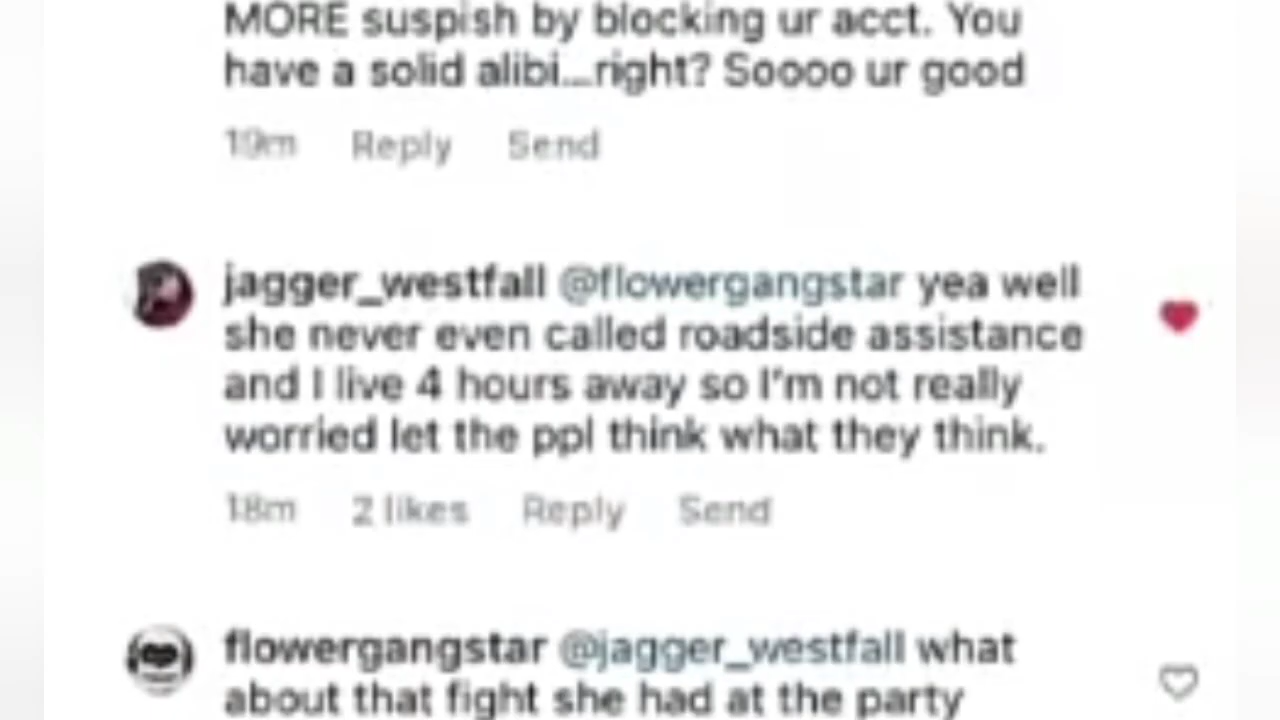 MORE suspish by blocking ur acct. You
have a solid alibi...right? Soooo ur good
19m Reply Send
jagger_westfall @flowergangstar yea well
she never even called roadside assistance
and I live 4 hours away so I'm not really
worried let the ppl think what they think.
18m 2 likes Reply Send
flowergangstar @jagger_westfall what
about that fight she had at the party